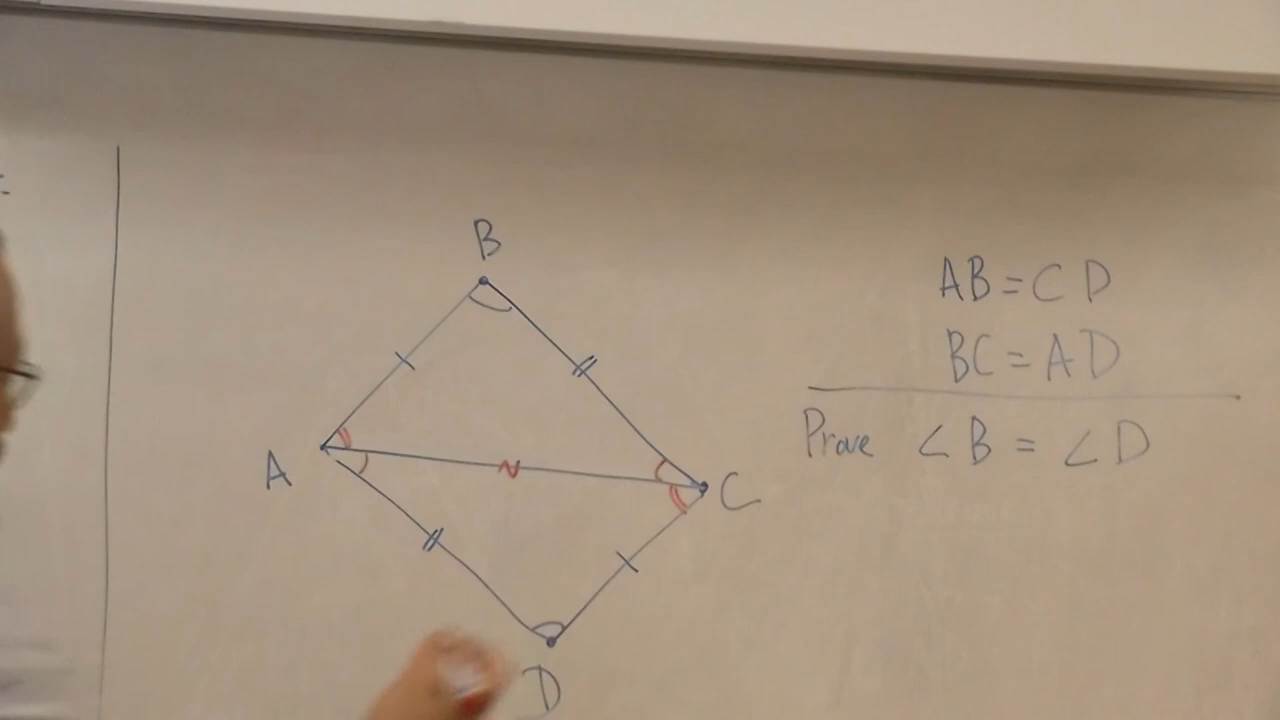 B
AB = CD
BC = AD
Prove ∠B = ∠D
A
C
D